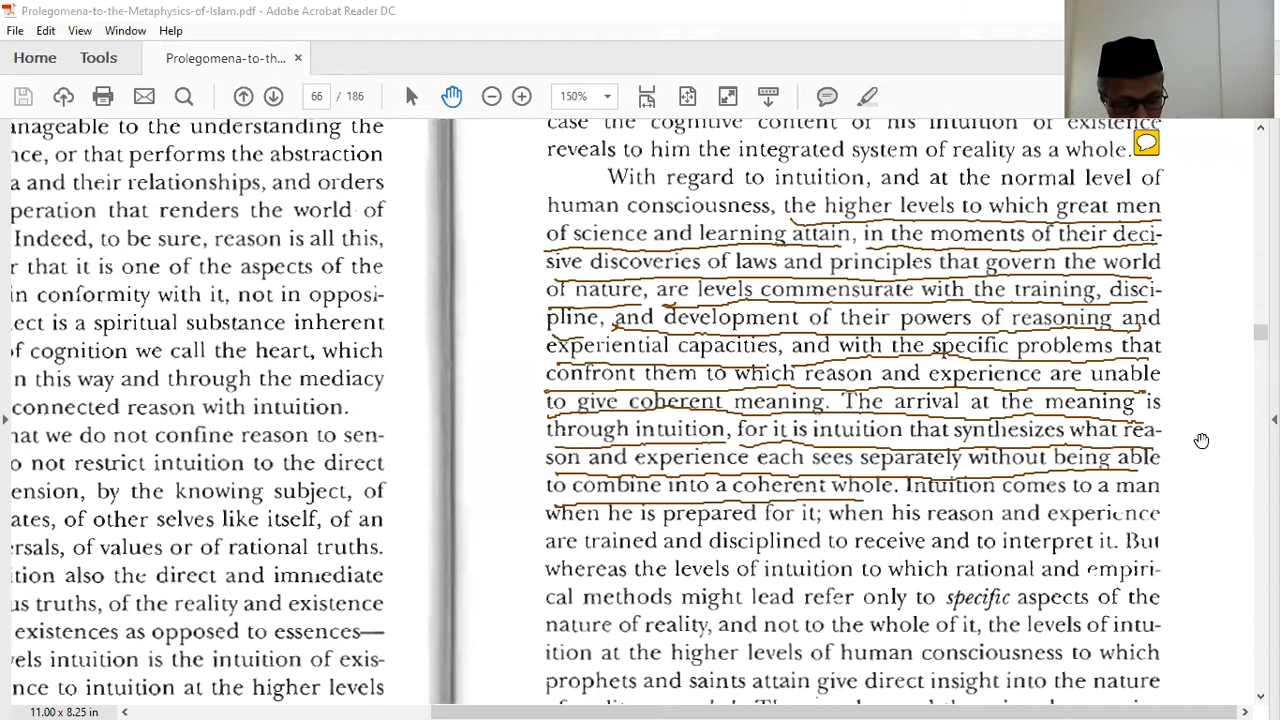 Prolegomena-to-the-Metaphysics-of-Islam.pdf - Adobe Acrobat Reader DC
File Edit View Window Help
Home Tools Prolegomena-to-th... ×
66 / 186 150%
anageable to the understanding the
nce, or that performs the abstraction
a and their relationships, and orders
peration that renders the world of
Indeed, to be sure, reason is all this,
r that it is one of the aspects of the
in conformity with it, not in opposi-
ect is a spiritual substance inherent
of cognition we call the heart, which
n this way and through the mediacy
connected reason with intuition.
hat we do not confine reason to sen-
o not restrict intuition to the direct
ension, by the knowing subject, of
ates, of other selves like itself, of an
ersals, of values or of rational truths.
ition also the direct and immediate
us truths, of the reality and existence
existences as opposed to essences—
vels intuition is the intuition of exis-
nce to intuition at the higher levels
case the cognitive content of his intuition of existence
reveals to him the integrated system of reality as a whole.
With regard to intuition, and at the normal level of
human consciousness, the higher levels to which great men
of science and learning attain, in the moments of their deci-
sive discoveries of laws and principles that govern the world
of nature, are levels commensurate with the training, disci-
pline, and development of their powers of reasoning and
experiential capacities, and with the specific problems that
confront them to which reason and experience are unable
to give coherent meaning. The arrival at the meaning is
through intuition, for it is intuition that synthesizes what rea-
son and experience each sees separately without being able
to combine into a coherent whole. Intuition comes to a man
when he is prepared for it; when his reason and experience
are trained and disciplined to receive and to interpret it. But
whereas the levels of intuition to which rational and empiri-
cal methods might lead refer only to specific aspects of the
nature of reality, and not to the whole of it, the levels of intu-
ition at the higher levels of human consciousness to which
prophets and saints attain give direct insight into the nature
11.00 x 8.25 in